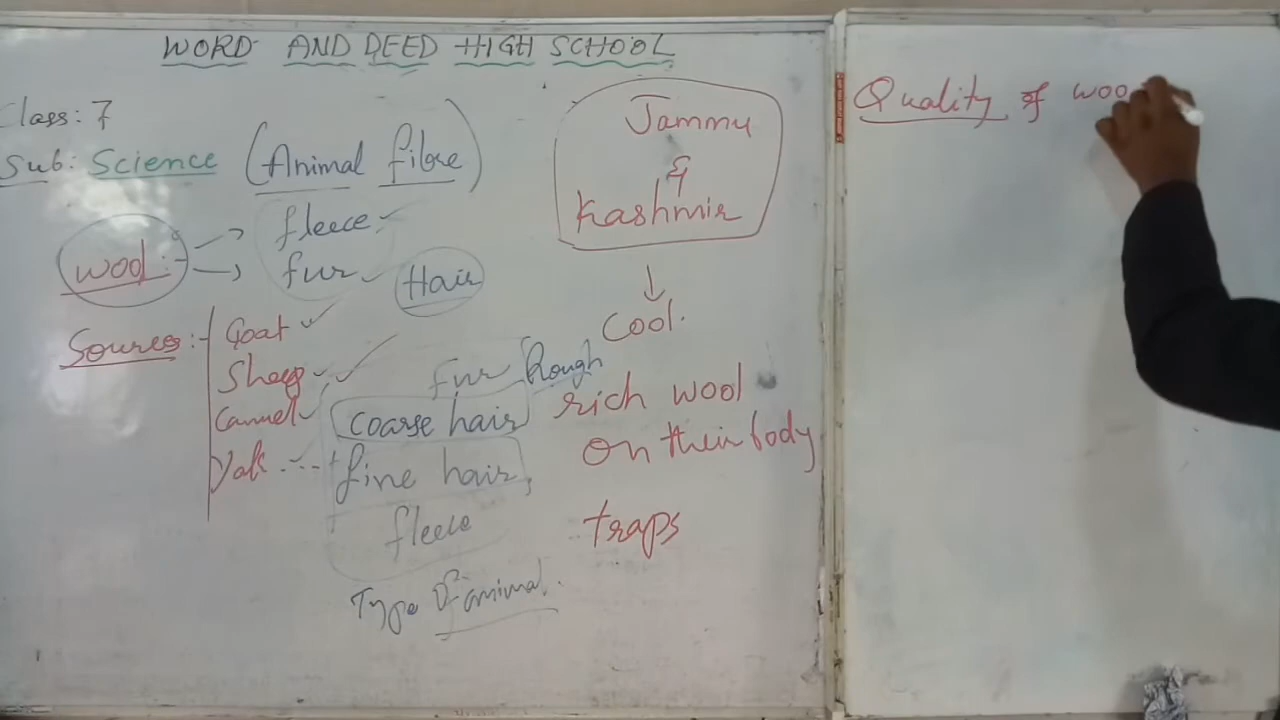 WORD AND DEED HIGH SCHOOL
Class: 7
Sub: Science (Animal fibre)
wool :- → fleece ✓
→ fur ✓ Hair
Sources :- Goat ✓
Sheep ✓
Cammel ✓
Yak
fur Rough
coarse hair
fine hair,
fleece
Type Of animal.
Jammu
&
Kashmir
↓
Cool.
rich wool
on their body
traps
Quality of woo